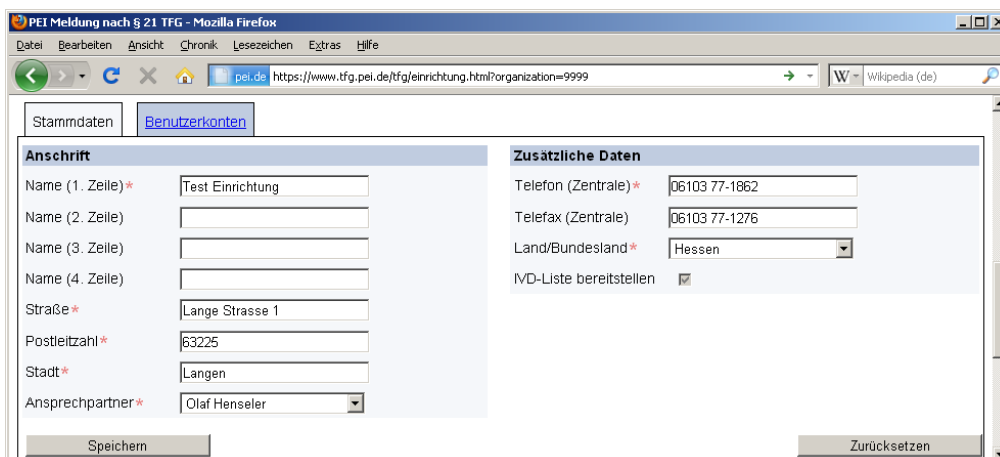 PEI Meldung nach § 21 TFG - Mozilla Firefox
Datei Bearbeiten Ansicht Chronik Lesezeichen Extras Hilfe
pei.de https://www.tfg.pei.de/tfg/einrichtung.html?organization=9999 W Wikipedia (de)
Stammdaten Benutzerkonten
Anschrift
Name (1. Zeile)* Test Einrichtung
Name (2. Zeile)
Name (3. Zeile)
Name (4. Zeile)
Straße* Lange Strasse 1
Postleitzahl* 63225
Stadt* Langen
Ansprechpartner* Olaf Henseler
Zusätzliche Daten
Telefon (Zentrale)* 06103 77-1862
Telefax (Zentrale) 06103 77-1276
Land/Bundesland* Hessen
IVD-Liste bereitstellen
Speichern Zurücksetzen